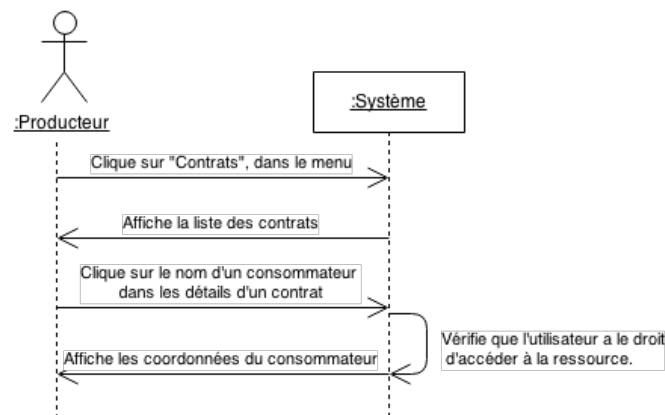 :Producteur
:Système
Clique sur "Contrats", dans le menu
Affiche la liste des contrats
Clique sur le nom d'un consommateur
dans les détails d'un contrat
Vérifie que l'utilisateur a le droit
d'accéder à la ressource.
Affiche les coordonnées du consommateur